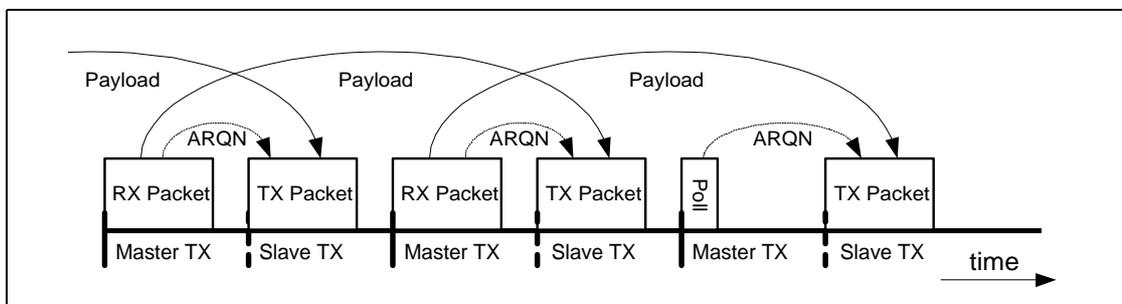 Payload
Payload
Payload
ARQN
ARQN
ARQN
RX Packet
TX Packet
RX Packet
TX Packet
Poll
TX Packet
Master TX
Slave TX
Master TX
Slave TX
Master TX
Slave TX
time